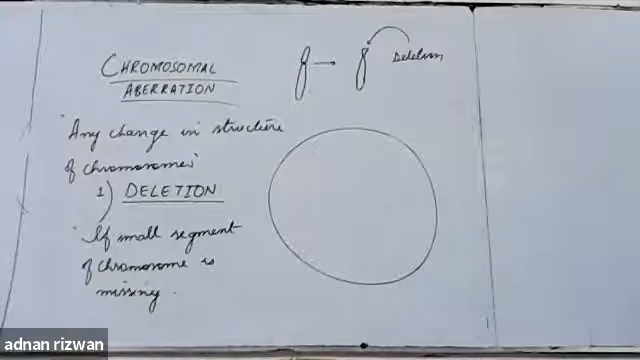 CHROMOSOMAL
ABERRATION
Deletion
"Any change in structure
of chromosomes"
1) DELETION
"If small segment
of chromosome is
missing.
adnan rizwan